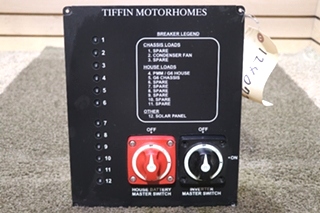 TIFFIN MOTORHOMES
BREAKER LEGEND
CHASSIS LOADS
1. SPARE
2. CONDENSER FAN
3. SPARE
HOUSE LOADS
4. PWM / G6 HOUSE
5. G6 CHASSIS
6. SPARE
7. SPARE
8. SPARE
9. SPARE
10. SPARE
11. SPARE
OTHER
12. SOLAR PANEL
1
2
3
4
5
6
7
8
9
10
11
12
OFF
OFF
ON
HOUSE BATTERY
MASTER SWITCH
INVERTER
MASTER SWITCH